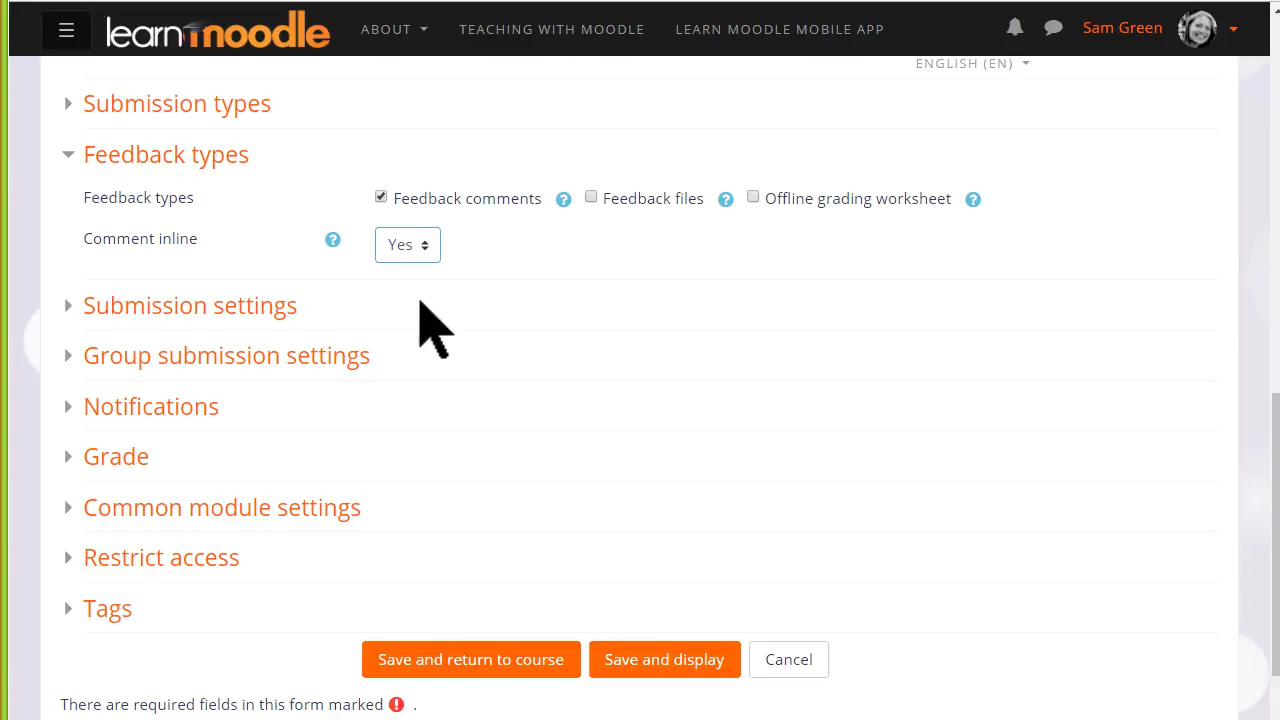 ☰ learn moodle ABOUT TEACHING WITH MOODLE LEARN MOODLE MOBILE APP Sam Green
ENGLISH (EN)
Submission types
Feedback types
Feedback types Feedback comments ? Feedback files ? Offline grading worksheet ?
Comment inline ? Yes
Submission settings
Group submission settings
Notifications
Grade
Common module settings
Restrict access
Tags
Save and return to course Save and display Cancel
There are required fields in this form marked ! .